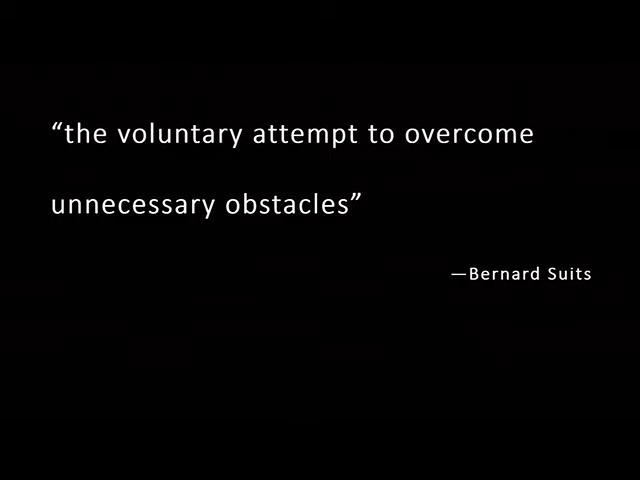 “the voluntary attempt to overcome
unnecessary obstacles”
—Bernard Suits